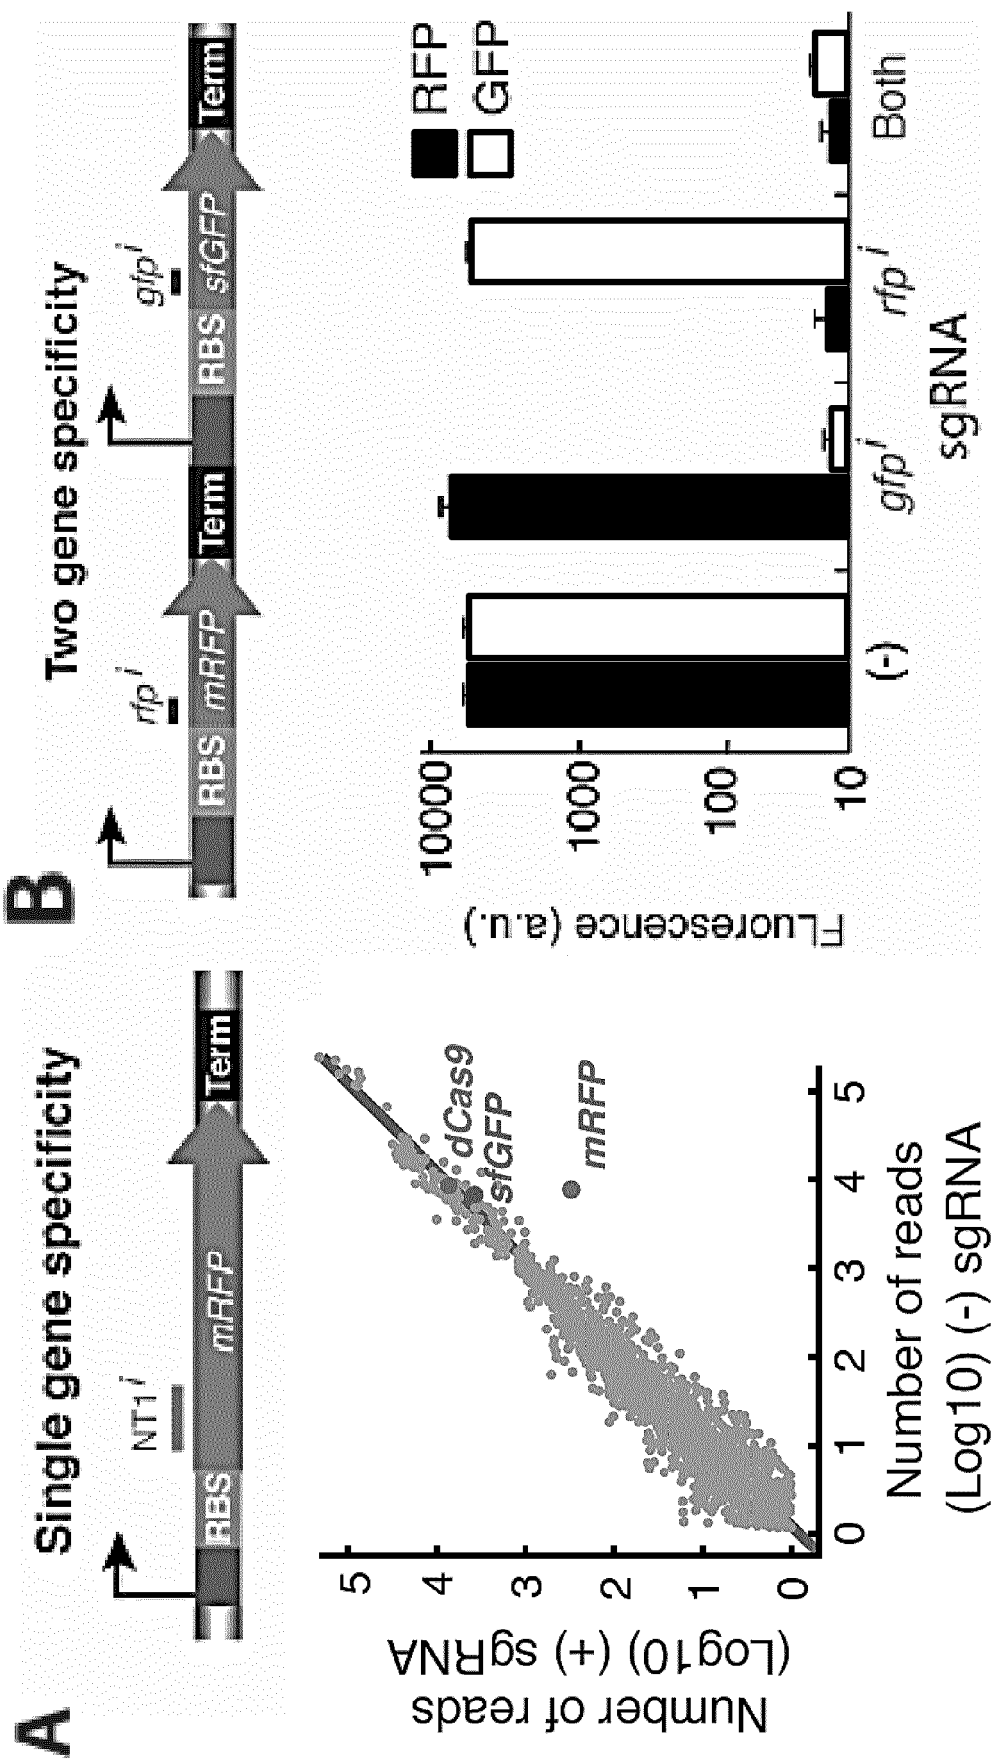 A
Single gene specificity
NT1 i
RBS mRFP Term
Number of reads
(Log10) (+) sgRNA
5
4
3
2
1
0
dCas9
sfGFP
mRFP
0 1 2 3 4 5
Number of reads
(Log10) (-) sgRNA
B
Two gene specificity
rfp i gfp i
RBS mRFP Term RBS sfGFP Term
FLuorescence (a.u.)
10000
1000
100
10
RFP
GFP
(-) gfp i rfp i Both
sgRNA